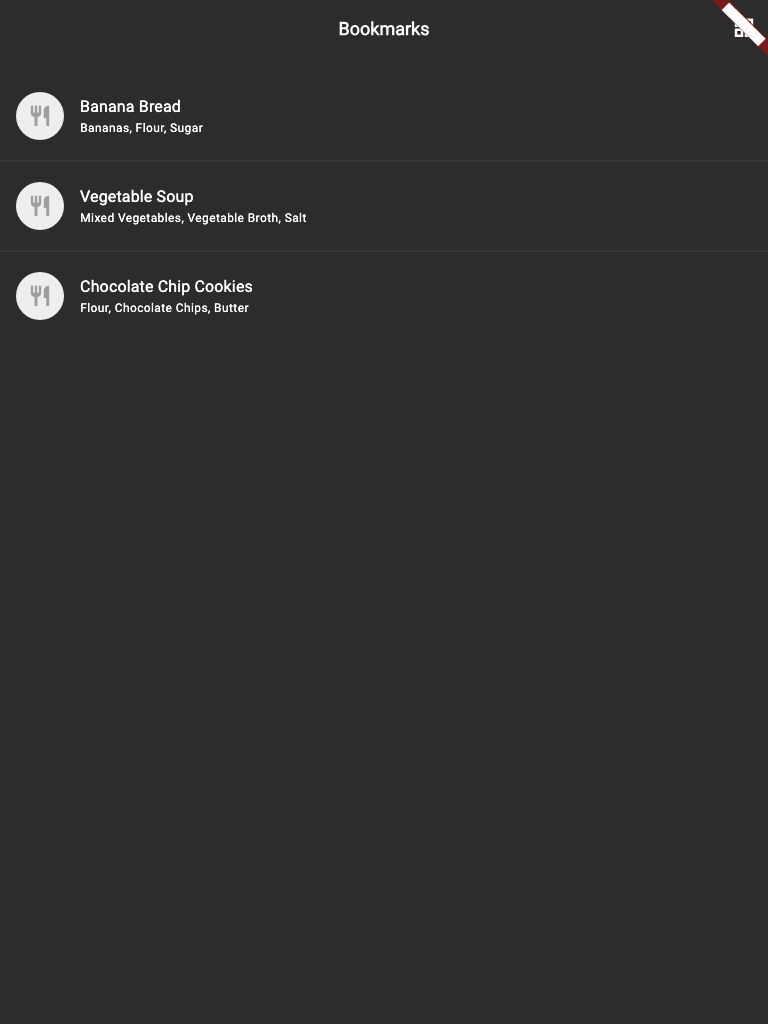 Bookmarks
Banana Bread
Bananas, Flour, Sugar
Vegetable Soup
Mixed Vegetables, Vegetable Broth, Salt
Chocolate Chip Cookies
Flour, Chocolate Chips, Butter